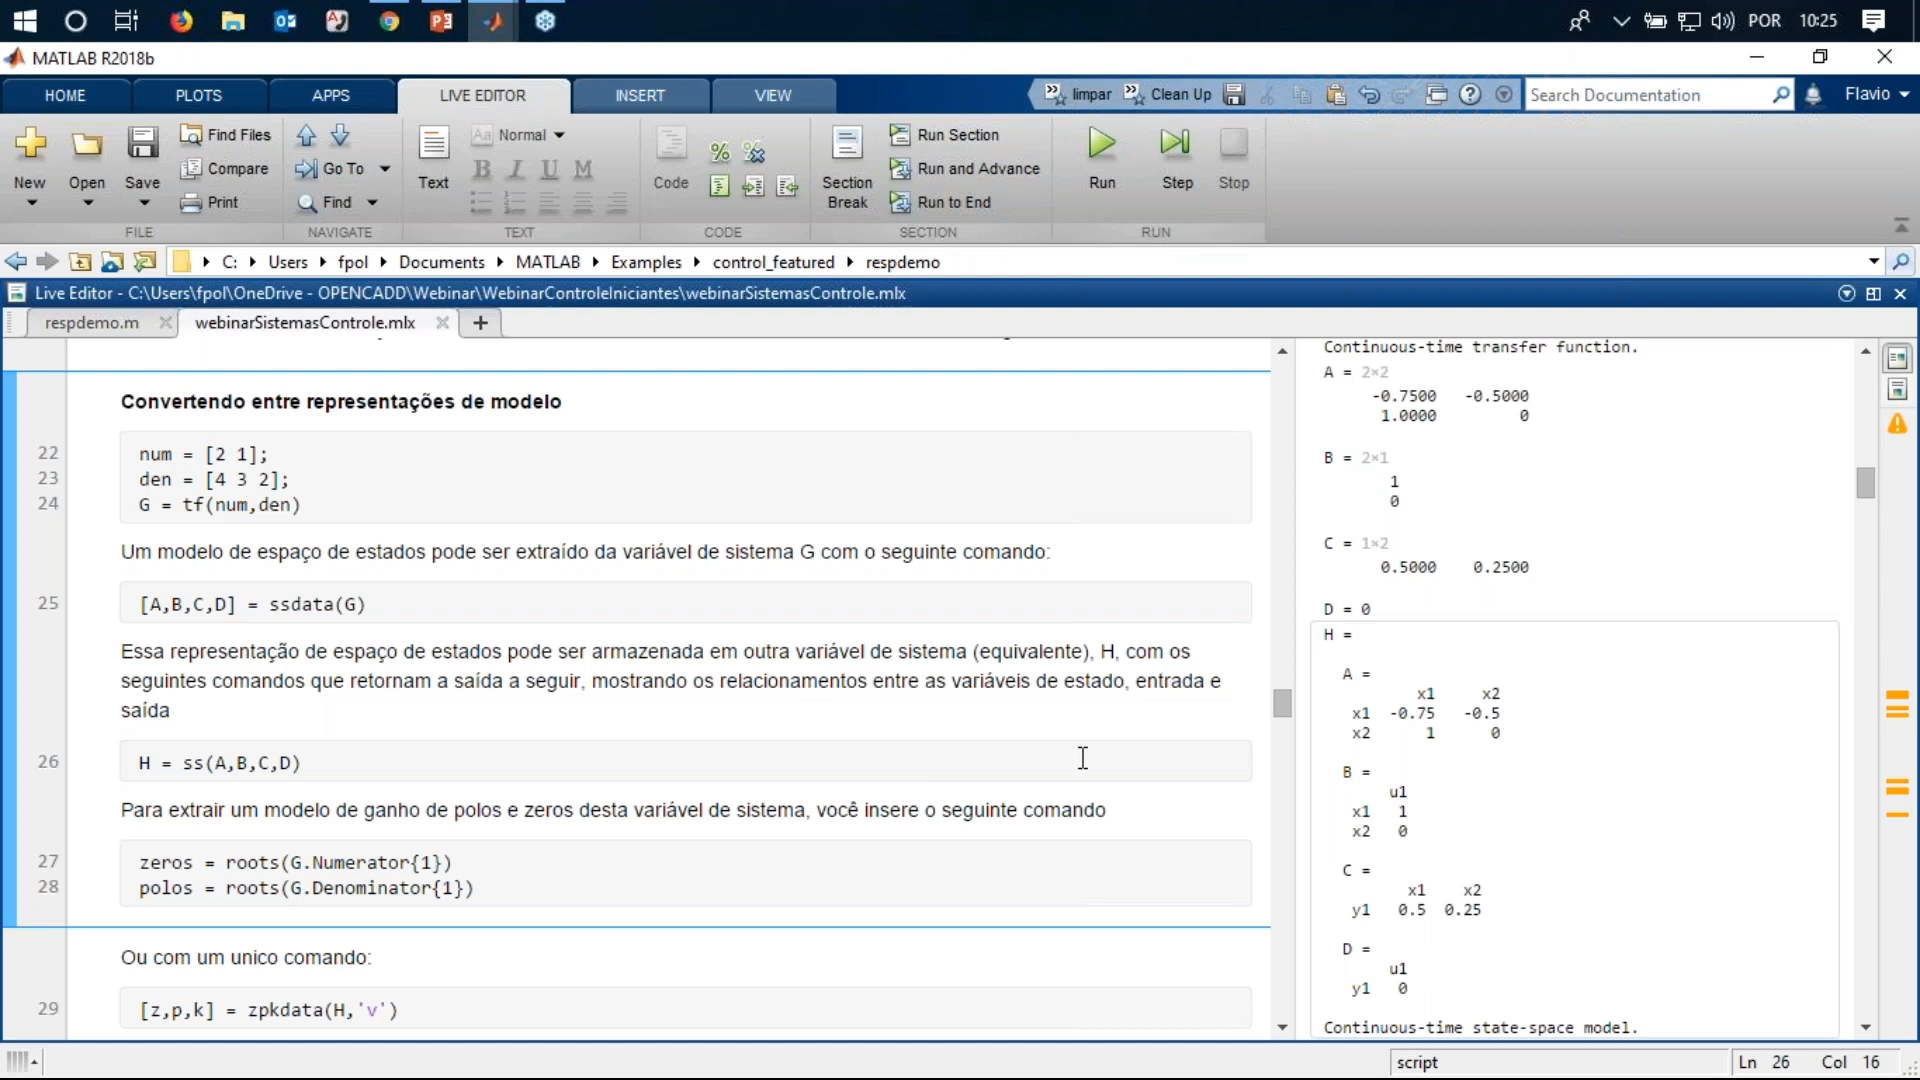 POR 10:25
MATLAB R2018b
HOME PLOTS APPS LIVE EDITOR INSERT VIEW limpar Clean Up Search Documentation Flavio
New Open Save Find Files Compare Print Go To Find
FILE NAVIGATE
Text Aa Normal B I U M
TEXT
Code
CODE
Section Break Run Section Run and Advance Run to End
SECTION
Run Step Stop
RUN
C: Users fpol Documents MATLAB Examples control_featured respdemo
Live Editor - C:\Users\fpol\OneDrive - OPENCADD\Webinar\WebinarControleIniciantes\webinarSistemasControle.mlx
respdemo.m webinarSistemasControle.mlx +
Convertendo entre representações de modelo
22 num = [2 1];
23 den = [4 3 2];
24 G = tf(num,den)
Um modelo de espaço de estados pode ser extraído da variável de sistema G com o seguinte comando:
25 [A,B,C,D] = ssdata(G)
Essa representação de espaço de estados pode ser armazenada em outra variável de sistema (equivalente), H, com os
seguintes comandos que retornam a saída a seguir, mostrando os relacionamentos entre as variáveis de estado, entrada e
saída
26 H = ss(A,B,C,D)
Para extrair um modelo de ganho de polos e zeros desta variável de sistema, você insere o seguinte comando
27 zeros = roots(G.Numerator{1})
28 polos = roots(G.Denominator{1})
Ou com um unico comando:
29 [z,p,k] = zpkdata(H,'v')
Continuous-time transfer function.
A = 2×2
-0.7500 -0.5000
1.0000 0
B = 2×1
1
0
C = 1×2
0.5000 0.2500
D = 0
H =
A =
x1 x2
x1 -0.75 -0.5
x2 1 0
B =
u1
x1 1
x2 0
C =
x1 x2
y1 0.5 0.25
D =
u1
y1 0
Continuous-time state-space model.
script Ln 26 Col 16